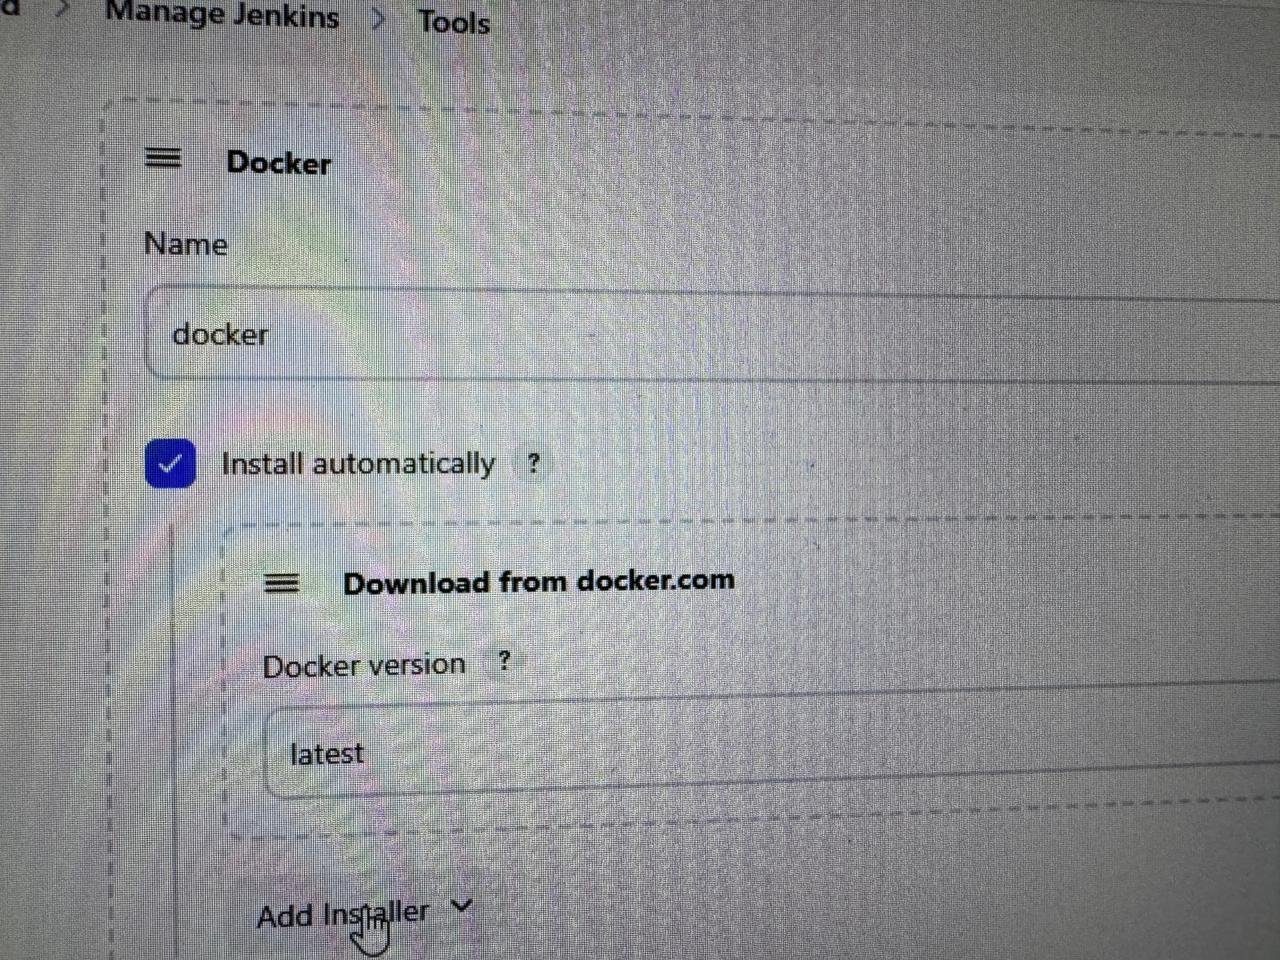 Manage Jenkins > Tools
Docker
Name
docker
Install automatically ?
Download from docker.com
Docker version ?
latest
Add Installer